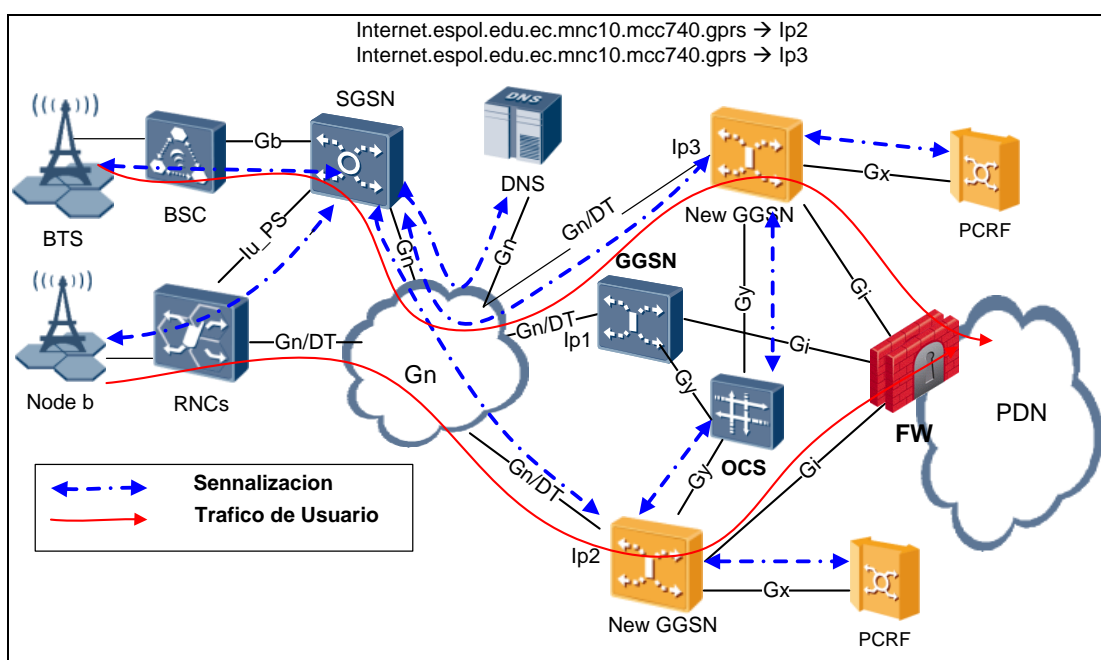 Internet.espol.edu.ec.mnc10.mcc740.gprs → Ip2
Internet.espol.edu.ec.mnc10.mcc740.gprs → Ip3
SGSN
DNS
Gb
Ip3
BSC
BTS
DNS
New GGSN
Gx
PCRF
Iu_PS
Gn
Gn
Gn/DT
GGSN
Gy
Gi
Gn/DT
Gn/DT
Ip1
Gi
Gn
Gy
Node b
RNCs
PDN
FW
OCS
Gn/DT
Gy
Gi
Sennalizacion
Trafico de Usuario
Ip2
Gx
New GGSN
PCRF